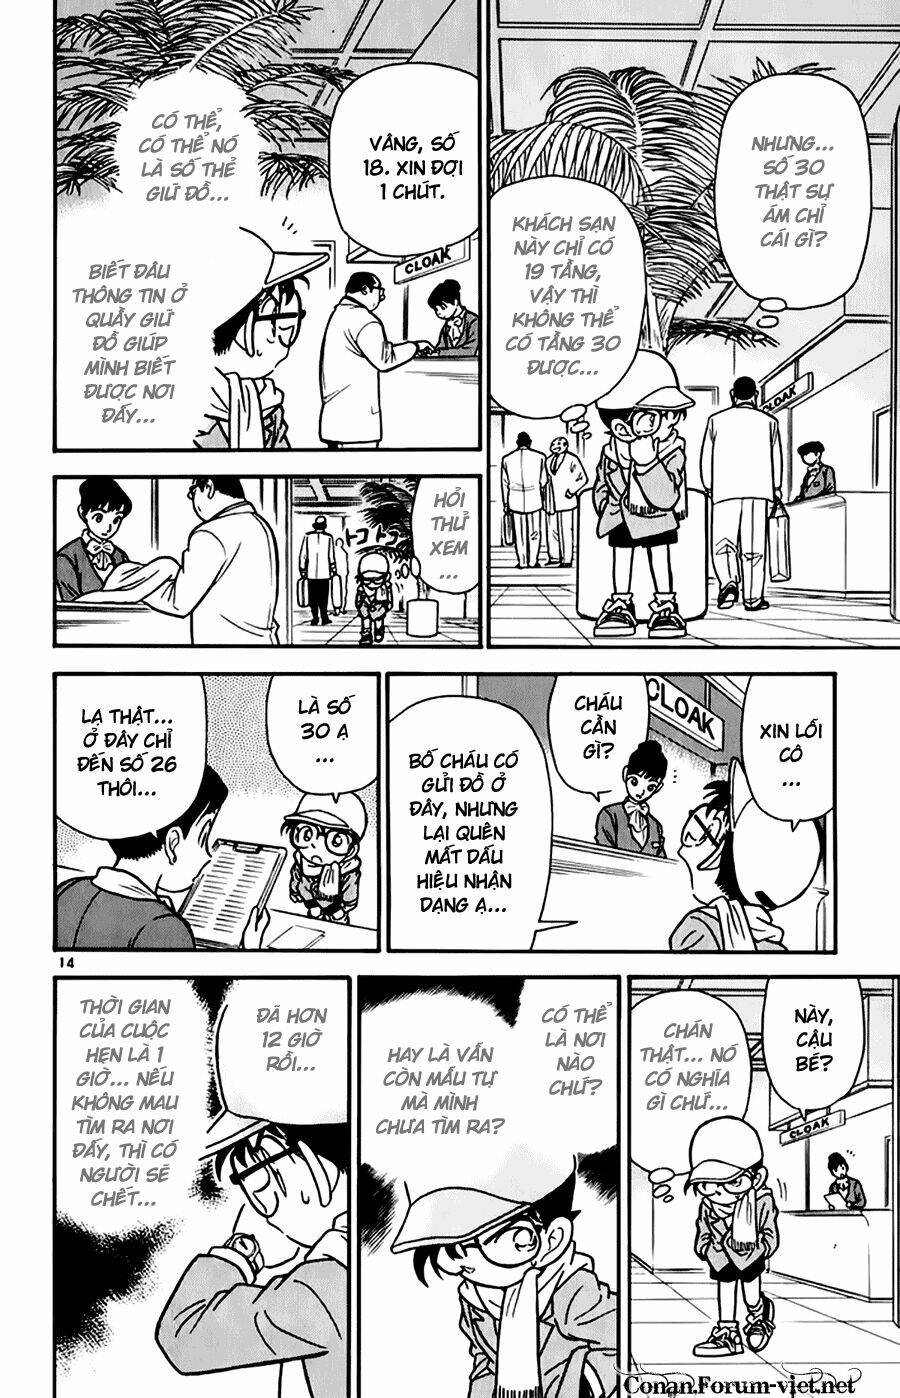 NHƯNG...
SỐ 30
THẬT SỰ
ÁM CHỈ
CÁI GÌ?
KHÁCH SẠN
NÀY CHỈ CÓ
19 TẦNG,
VẬY THÌ
KHÔNG THỂ
CÓ TẦNG 30
ĐƯỢC...
CLOAK
VÂNG, SỐ
18. XIN ĐỢI
1 CHÚT.
CLOAK
CÓ THỂ,
CÓ THỂ NÓ
LÀ SỐ THẺ
GIỮ ĐỒ...
BIẾT ĐÂU
THÔNG TIN Ở
QUẦY GIỮ
ĐỒ GIÚP
MÌNH BIẾT
ĐƯỢC NƠI
ĐẤY...
HỎI
THỬ
XEM
...
トコトコ
XIN LỖI
CÔ
...
CLOAK
CHÁU
CẦN
GÌ?
BỐ CHÁU CÓ
GỬI ĐỒ Ở
ĐÂY, NHƯNG
LẠI QUÊN
MẤT DẤU
HIỆU NHẬN
DẠNG Ạ...
LÀ SỐ
30 Ạ
...
LẠ THẬT...
Ở ĐÂY CHỈ
ĐẾN SỐ 26
THÔI...
14
NÀY,
CẬU
BÉ?
CHÁN
THẬT... NÓ
CÓ NGHĨA
GÌ CHỨ...
CLOAK
CÓ THỂ
LÀ NƠI
NÀO
CHỨ?
HAY LÀ VẪN
CÒN MẪU TỰ
MÀ MÌNH
CHƯA TÌM RA?
ĐÃ HƠN
12 GIỜ
RỒI...
THỜI GIAN
CỦA CUỘC
HẸN LÀ 1
GIỜ... NẾU
KHÔNG MAU
TÌM RA NƠI
ĐẤY, THÌ CÓ
NGƯỜI SẼ
CHẾT...
Conan.Forum-viet.net